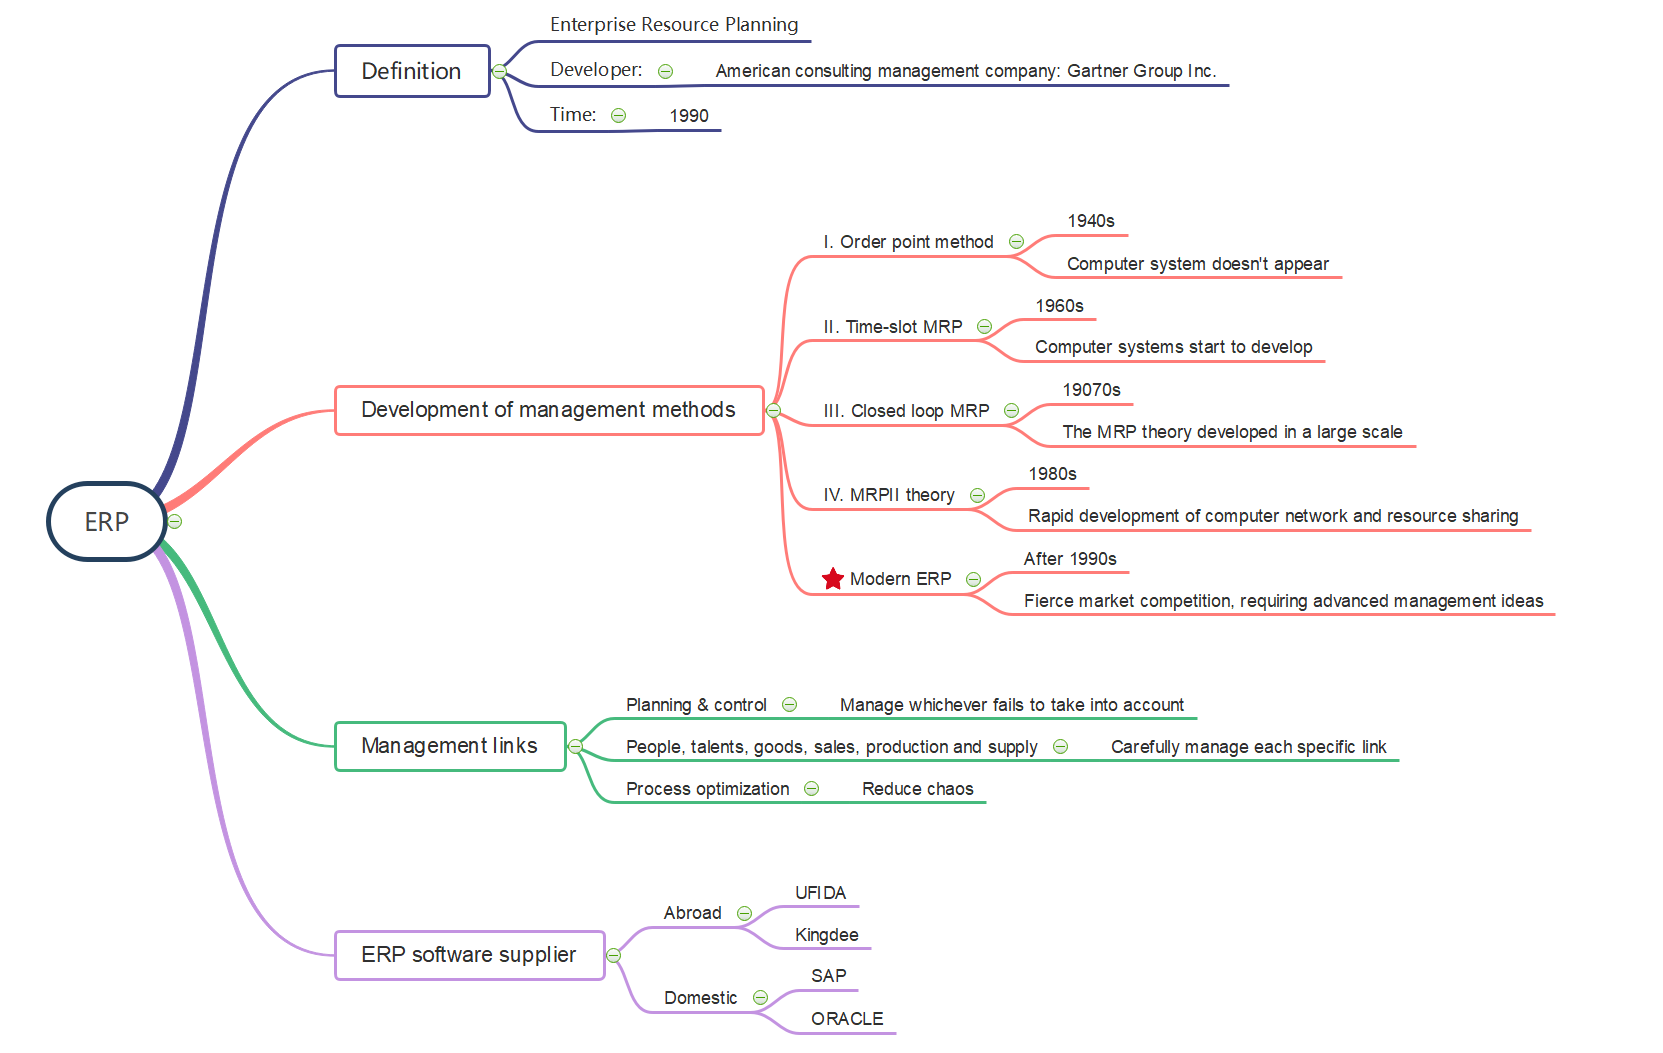 ERP
Definition
Enterprise Resource Planning
Developer:
American consulting management company: Gartner Group Inc.
Time:
1990
Development of management methods
I. Order point method
1940s
Computer system doesn't appear
II. Time-slot MRP
1960s
Computer systems start to develop
III. Closed loop MRP
19070s
The MRP theory developed in a large scale
IV. MRPII theory
1980s
Rapid development of computer network and resource sharing
Modern ERP
After 1990s
Fierce market competition, requiring advanced management ideas
Management links
Planning & control
Manage whichever fails to take into account
People, talents, goods, sales, production and supply
Carefully manage each specific link
Process optimization
Reduce chaos
ERP software supplier
Abroad
UFIDA
Kingdee
Domestic
SAP
ORACLE